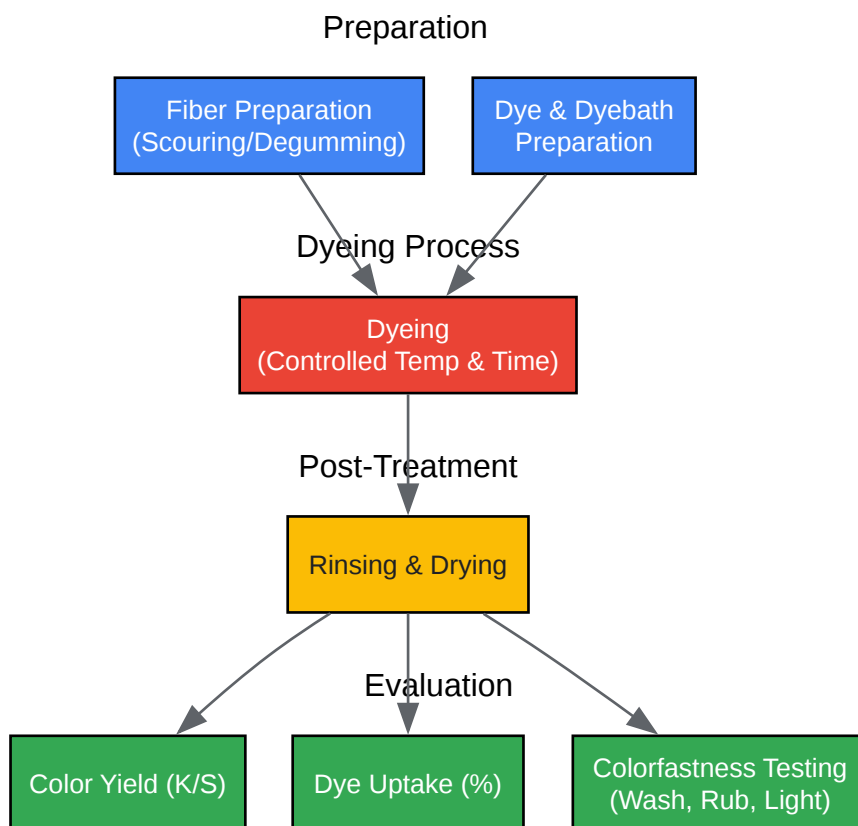 Preparation
Fiber Preparation
(Scouring/Degumming)
Dye & Dyebath
Preparation
Dyeing Process
Dyeing
(Controlled Temp & Time)
Post-Treatment
Rinsing & Drying
Evaluation
Color Yield (K/S)
Dye Uptake (%)
Colorfastness Testing
(Wash, Rub, Light)